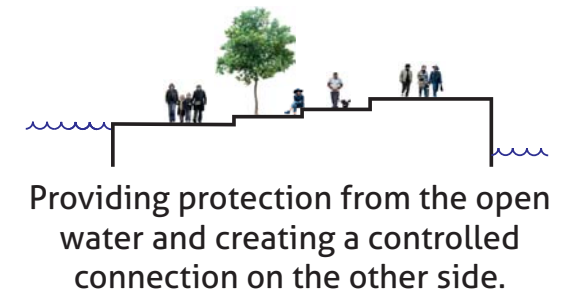 Providing protection from the open
water and creating a controlled
connection on the other side.